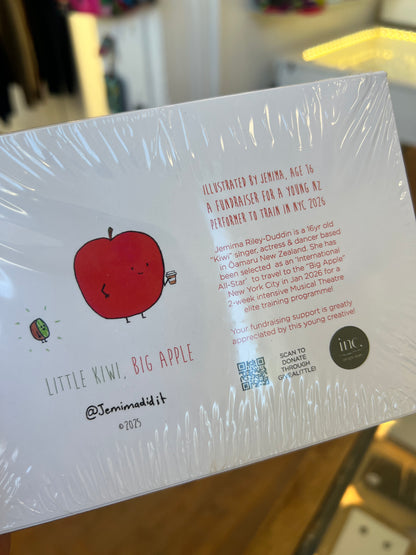 LITTLE KIWI, BIG APPLE
@Jemimadidit
©2025
ILLUSTRATED BY JEMIMA, AGE 16
A FUNDRAISER FOR A YOUNG NZ
PERFORMER TO TRAIN IN NYC 2026
Jemima Riley-Duddin is a 16yr old
"Kiwi" singer, actress & dancer based
in Ōamaru New Zealand. She has
been selected as an "International
All-Star" to travel to the "Big Apple"
New York City in Jan 2026 for a
2-week intensive Musical Theatre
elite training programme!
Your fundraising support is greatly
appreciated by this young creative!
SCAN TO
DONATE
THROUGH
GIVEALITTLE!
inc.